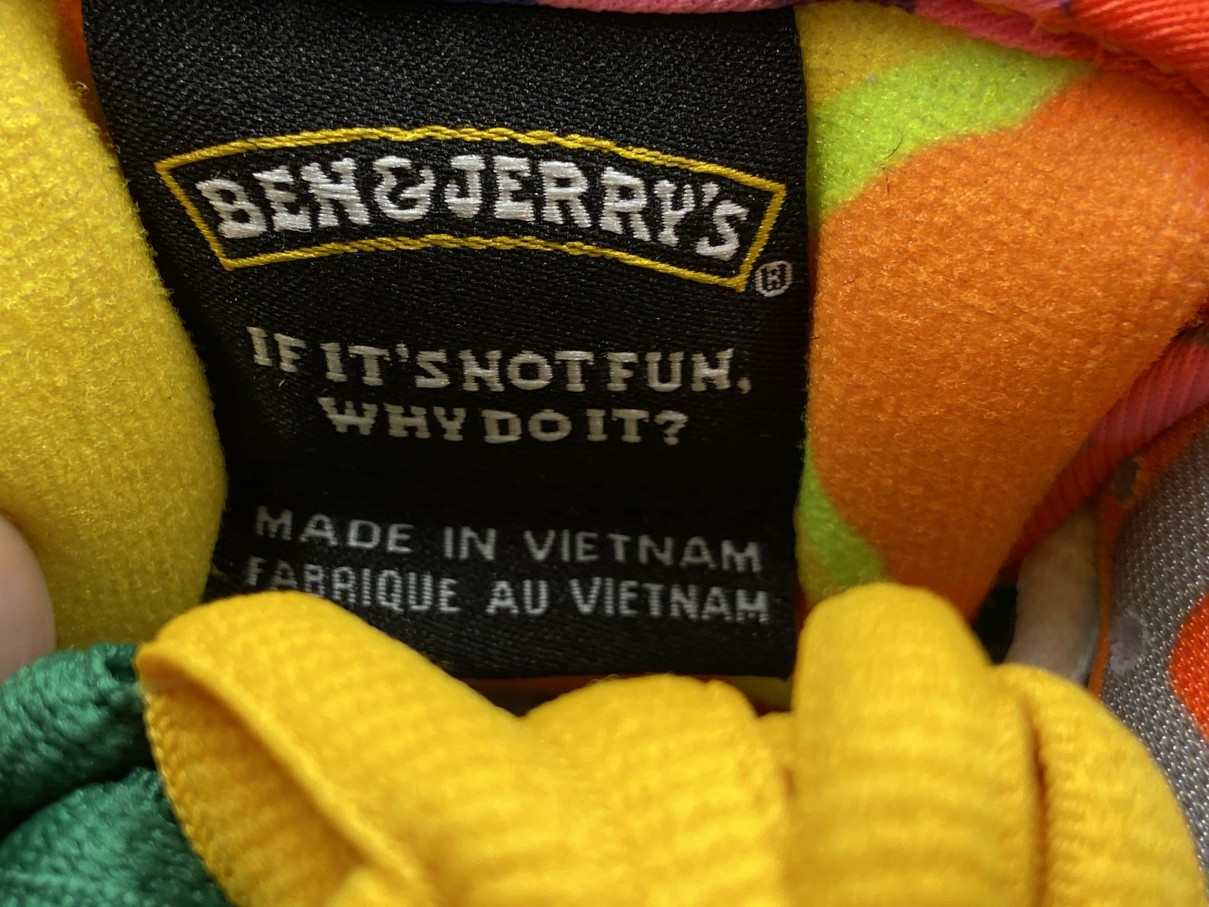 BEN&JERRY'S®
IF IT'S NOT FUN,
WHY DO IT?
MADE IN VIETNAM
FABRIQUE AU VIETNAM